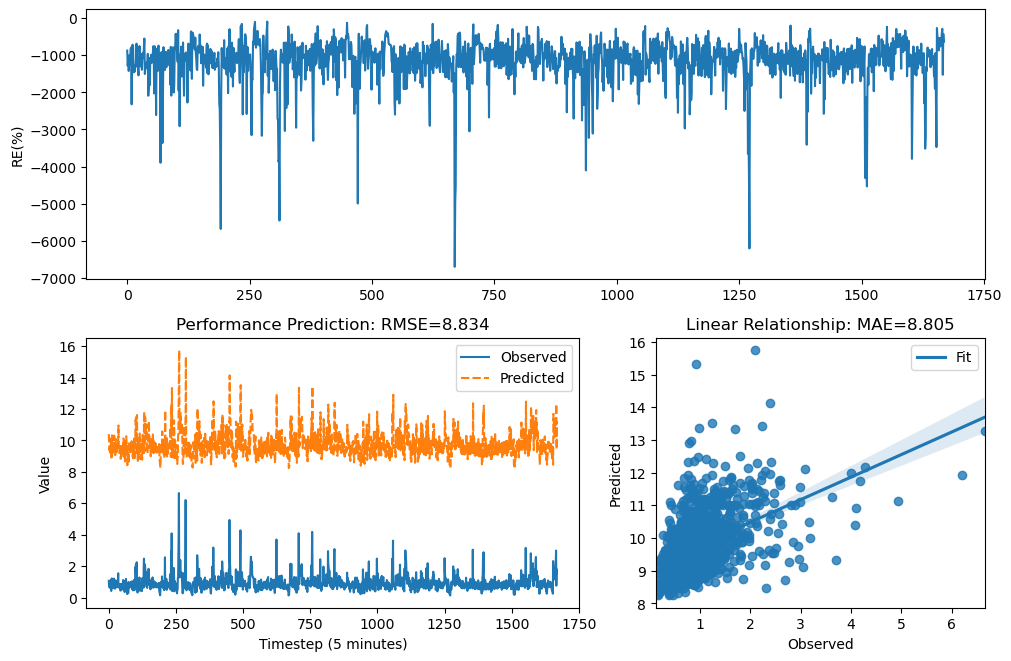 0
−1000
−2000
−3000
−4000
−5000
−6000
−7000
RE(%)
0 250 500 750 1000 1250 1500 1750
Performance Prediction: RMSE=8.834
16
14
12
10
8
6
4
2
0
Value
Observed
Predicted
0 250 500 750 1000 1250 1500 1750
Timestep (5 minutes)
Linear Relationship: MAE=8.805
16
15
14
13
12
11
10
9
8
Predicted
Fit
1 2 3 4 5 6
Observed